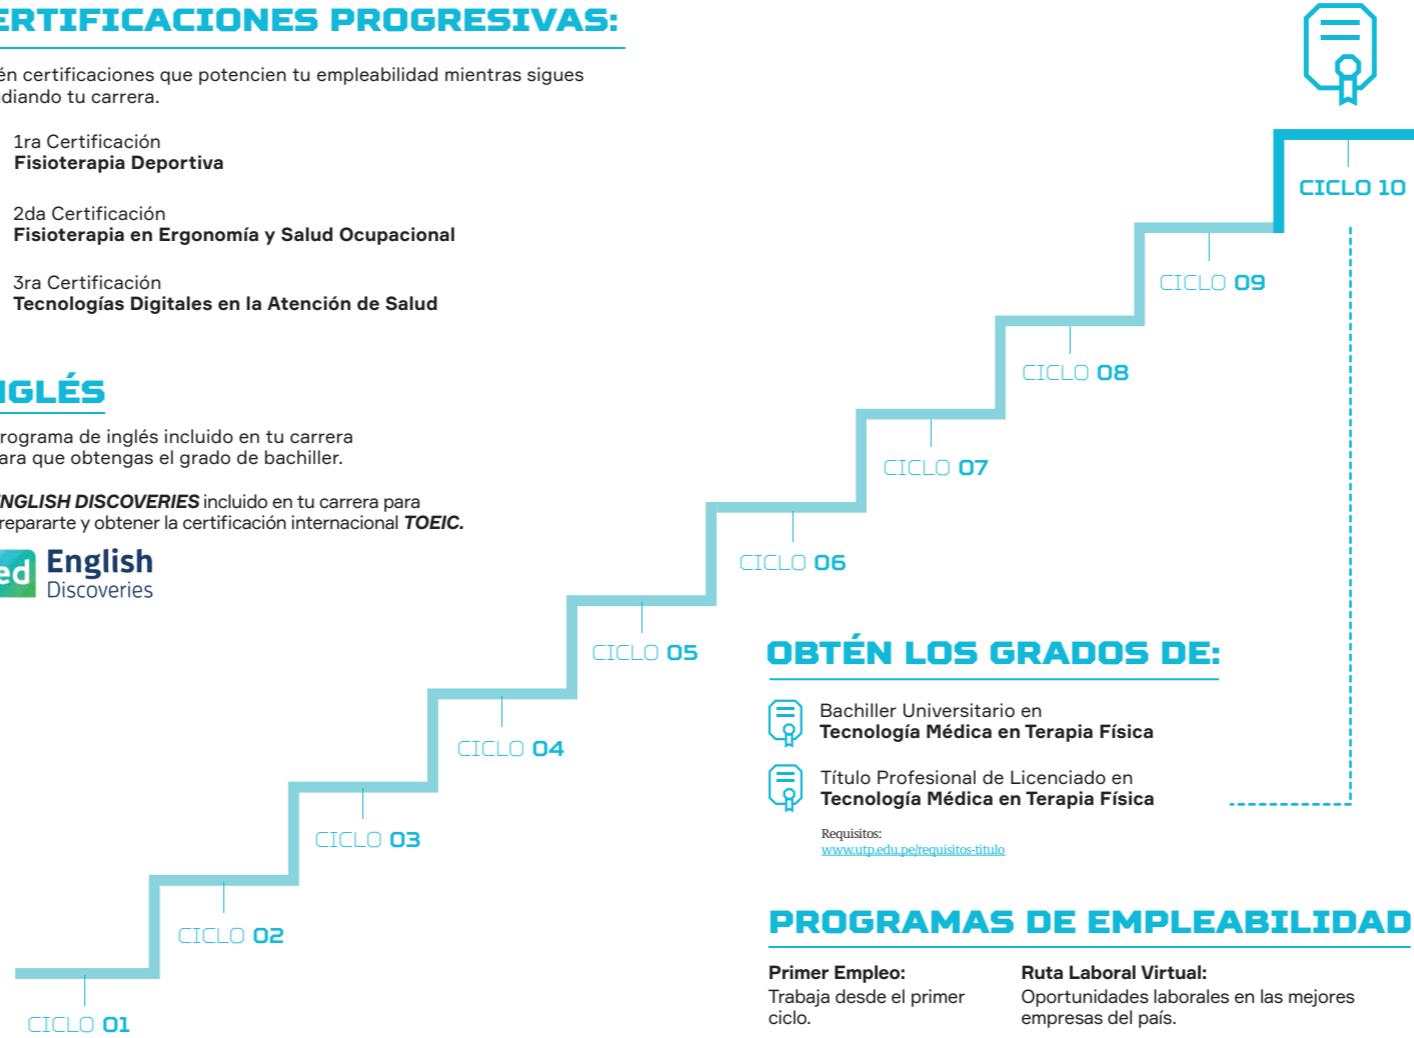 ERTIFICACIONES PROGRESIVAS:
én certificaciones que potencien tu empleabilidad mientras sigues
diando tu carrera.
1ra Certificación
Fisioterapia Deportiva
2da Certificación
Fisioterapia en Ergonomía y Salud Ocupacional
3ra Certificación
Tecnologías Digitales en la Atención de Salud
NGLÉS
rograma de inglés incluido en tu carrera
ara que obtengas el grado de bachiller.
NGLISH DISCOVERIES incluido en tu carrera para
repararte y obtener la certificación internacional TOEIC.
ed English
Discoveries
CICLO 10
CICLO 09
CICLO 08
CICLO 07
CICLO 06
CICLO 05
CICLO 04
CICLO 03
CICLO 02
CICLO 01
OBTÉN LOS GRADOS DE:
Bachiller Universitario en
Tecnología Médica en Terapia Física
Título Profesional de Licenciado en
Tecnología Médica en Terapia Física
Requisitos:
www.utp.edu.pe/requisitos-titulo
PROGRAMAS DE EMPLEABILIDAD
Primer Empleo:
Trabaja desde el primer
ciclo.
Ruta Laboral Virtual:
Oportunidades laborales en las mejores
empresas del país.